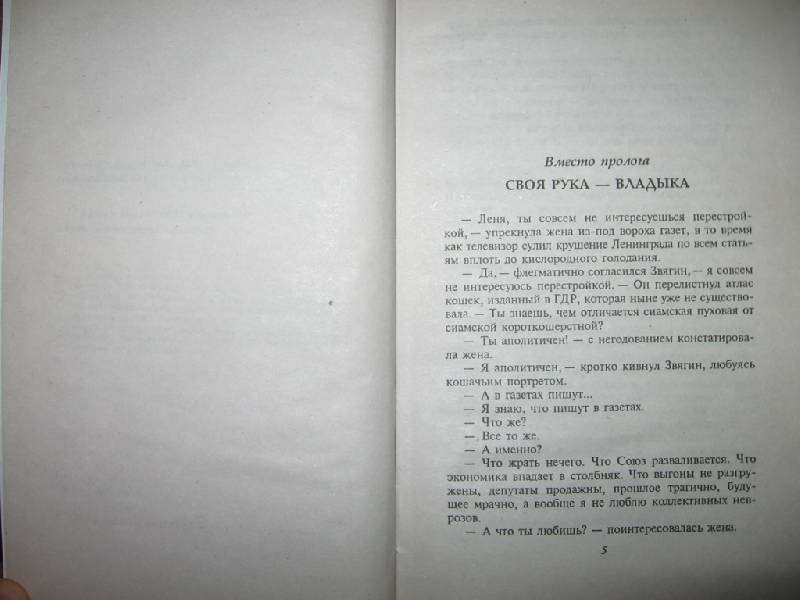 Вместо пролога
СВОЯ РУКА — ВЛАДЫКА
— Леня, ты совсем не интересуешься перестрой-
кой, — упрекнула жена из-под вороха газет, в то время
как телевизор сулил крушение Ленинграда по всем стать-
ям вплоть до кислородного голодания.
— Да, — флегматично согласился Звягин, — я совсем
не интересуюсь перестройкой. — Он перелистнул атлас
кошек, изданный в ГДР, которая ныне уже не существо-
вала. — Ты знаешь, чем отличается сиамская пуховая от
сиамской короткошерстной?
— Ты аполитичен! — с негодованием констатирова-
ла жена.
— Я аполитичен, — кротко кивнул Звягин, любуясь
кошачьим портретом.
— А в газетах пишут...
— Я знаю, что пишут в газетах.
— Что же?
— Все то же.
— А именно?
— Что жрать нечего. Что Союз разваливается. Что
экономика впадает в столбняк. Что выгоны не разгру-
жены, депутаты продажны, прошлое трагично, буду-
щее мрачно, а вообще я не люблю коллективных нев-
розов.
— А что ты любишь? — поинтересовалась жена.
5